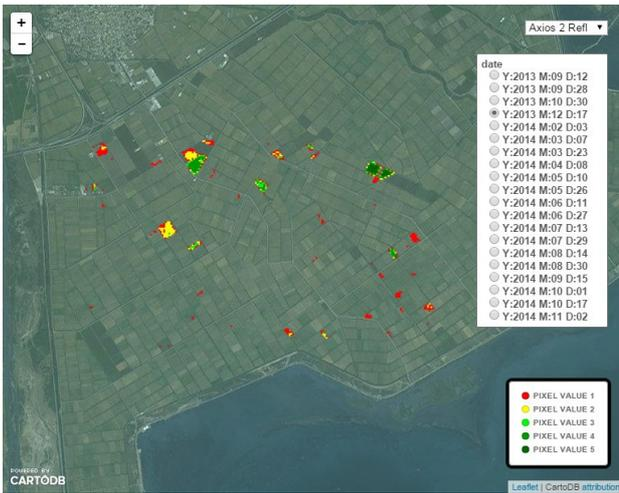 +
−
Axios 2 Refl ▼
date
Y:2013 M:09 D:12
Y:2013 M:09 D:28
Y:2013 M:10 D:30
Y:2013 M:12 D:17
Y:2014 M:02 D:03
Y:2014 M:03 D:07
Y:2014 M:03 D:23
Y:2014 M:04 D:08
Y:2014 M:05 D:10
Y:2014 M:05 D:26
Y:2014 M:06 D:11
Y:2014 M:06 D:27
Y:2014 M:07 D:13
Y:2014 M:07 D:29
Y:2014 M:08 D:14
Y:2014 M:08 D:30
Y:2014 M:09 D:15
Y:2014 M:10 D:01
Y:2014 M:10 D:17
Y:2014 M:11 D:02
PIXEL VALUE 1
PIXEL VALUE 2
PIXEL VALUE 3
PIXEL VALUE 4
PIXEL VALUE 5
POWERED BY
CARTODB
Leaflet | CartoDB attribution